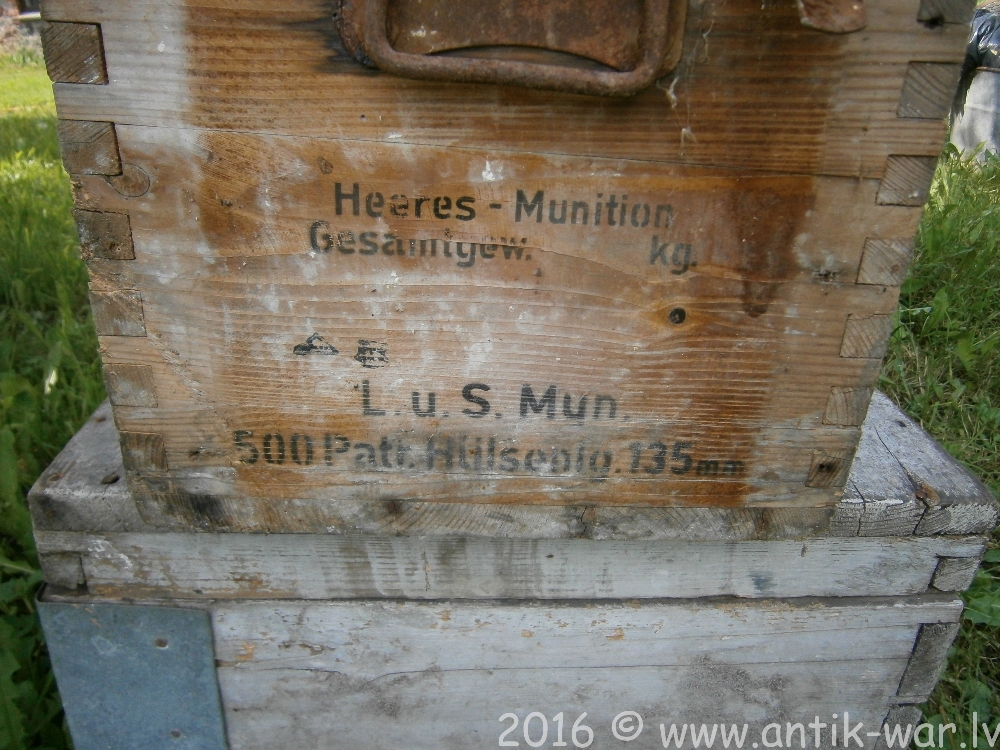 Heeres - Munition
Gesamtgew. kg.
L. u. S. Mun.
500 Patr. Hülsenlg. 135 mm
2016 © www.antik-war.lv